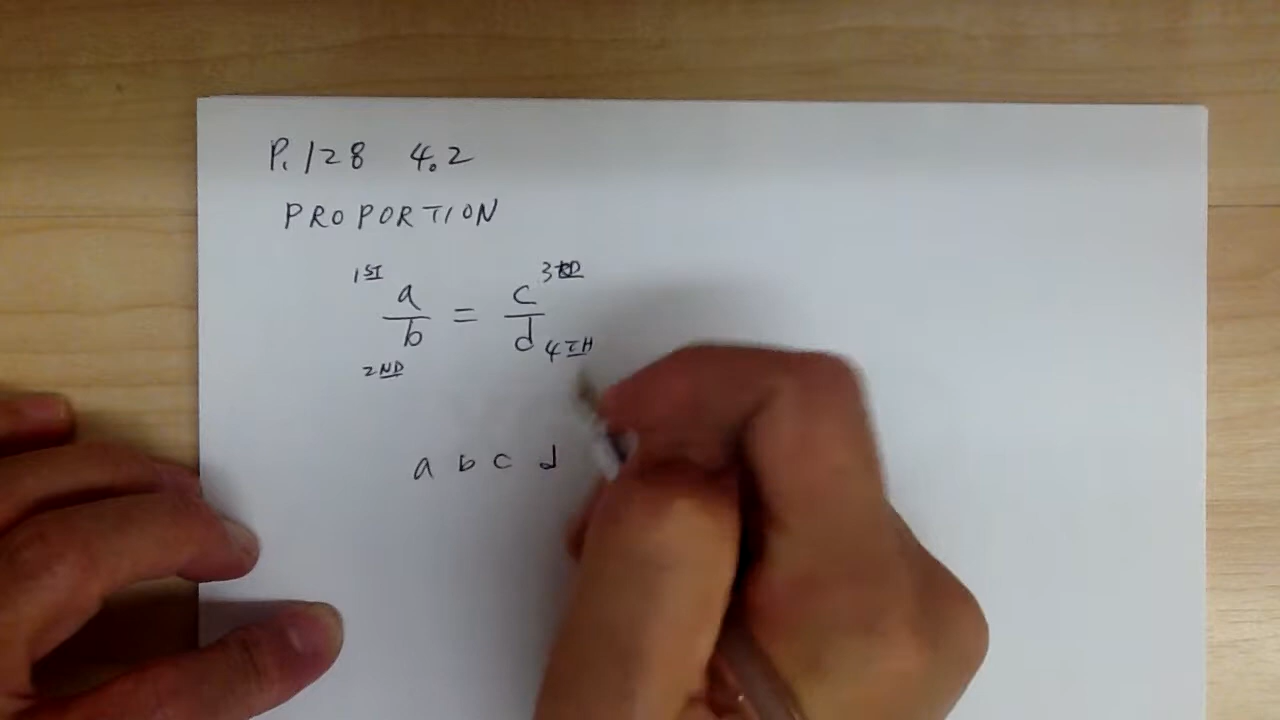 P. 128 4.2
PROPORTION
1ST a = c 3RD
2ND b d 4TH
a b c d